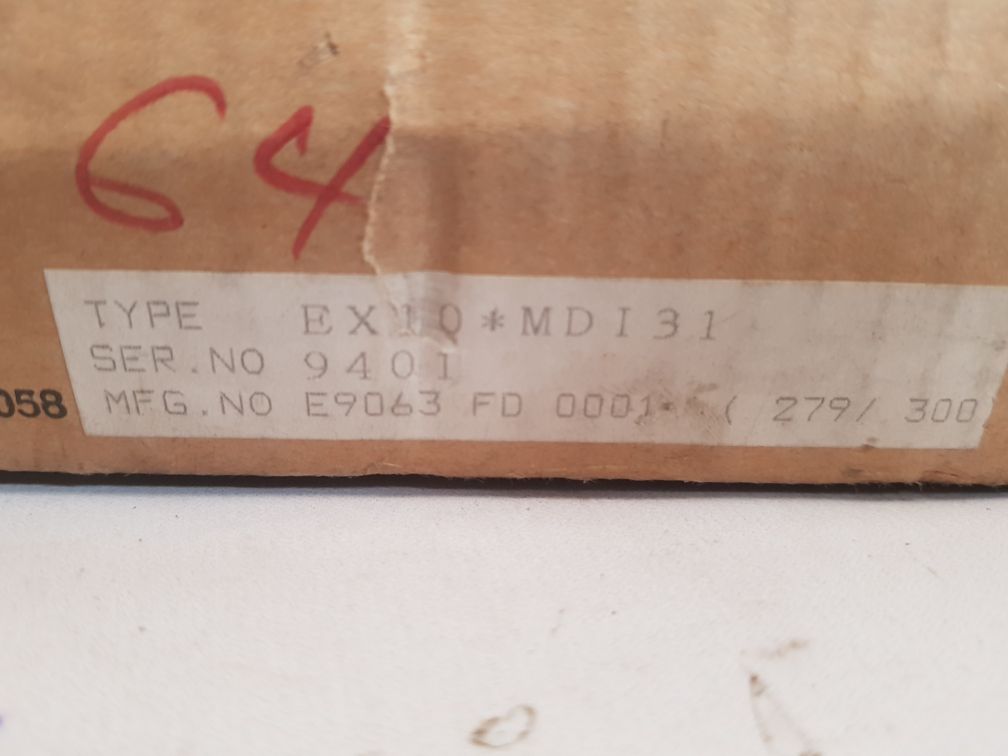 64
TYPE EX10*MDI31
SER.NO 9401
058 MFG.NO E9063 FD 0001 ( 279/ 300